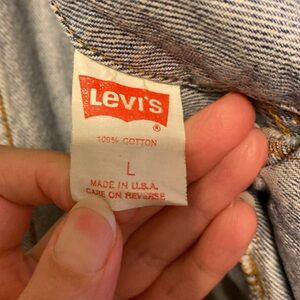 LEVI'S
®
100% COTTON
L
MADE IN U.S.A.
CARE ON REVERSE